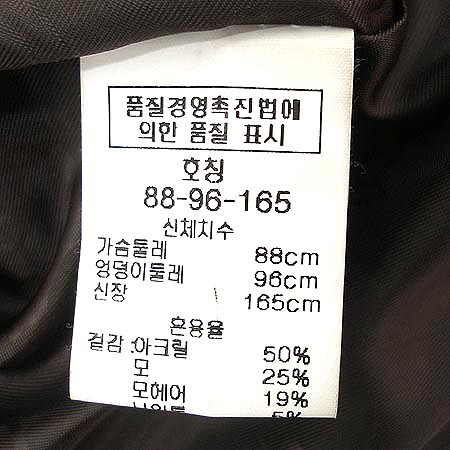 품질경영촉진법에
의한 품질 표시
호칭
88-96-165
신체치수
가슴둘레 88cm
엉덩이둘레 96cm
신장 165cm
혼용율
겉감:아크릴 50%
모 25%
모헤어 19%
5%